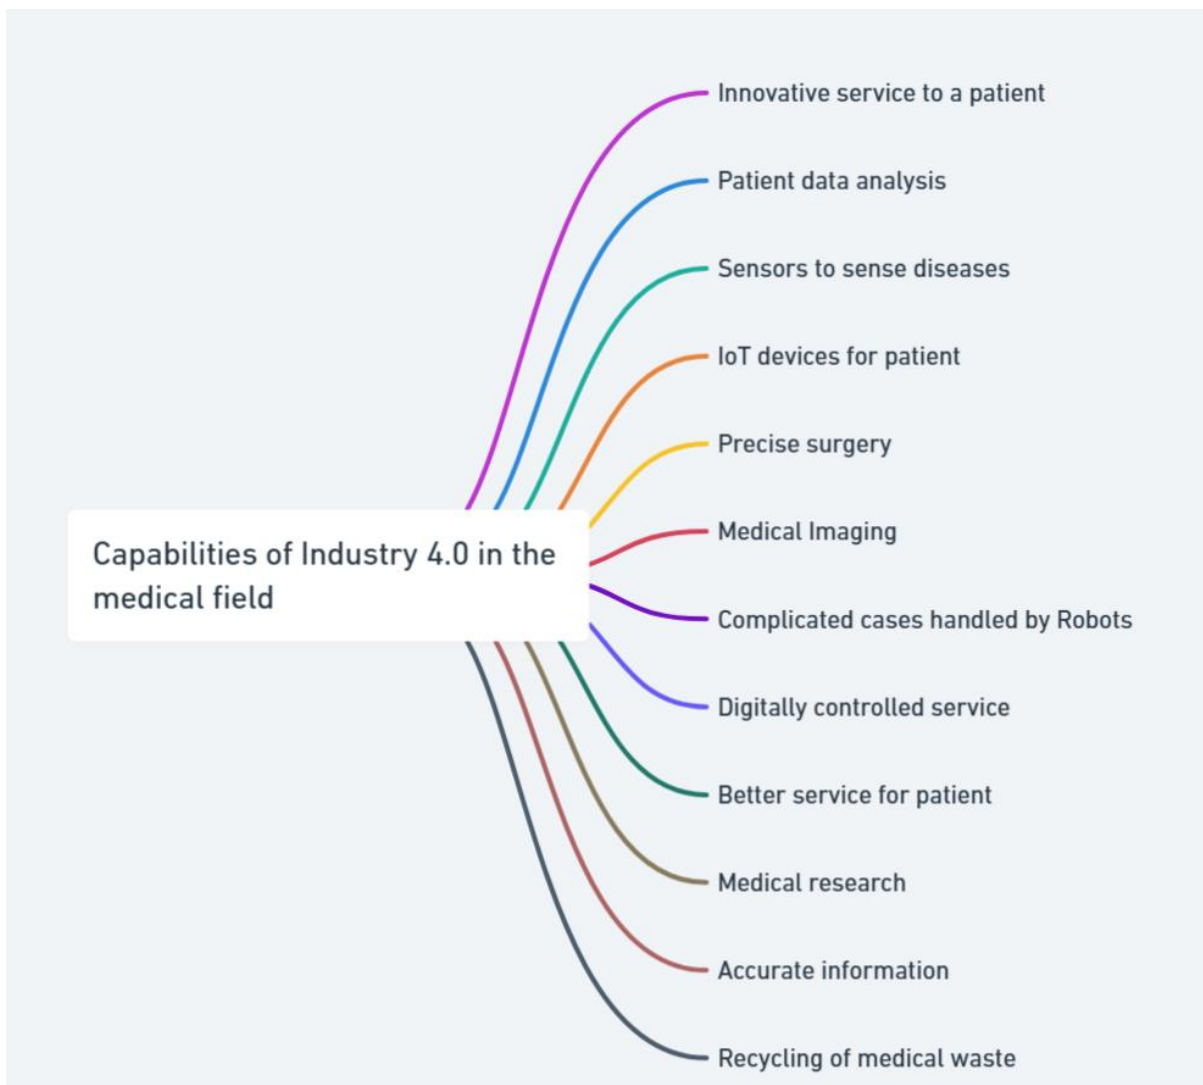 Innovative service to a patient
Patient data analysis
Sensors to sense diseases
IoT devices for patient
Precise surgery
Capabilities of Industry 4.0 in the
medical field
Medical Imaging
Complicated cases handled by Robots
Digitally controlled service
Better service for patient
Medical research
Accurate information
Recycling of medical waste